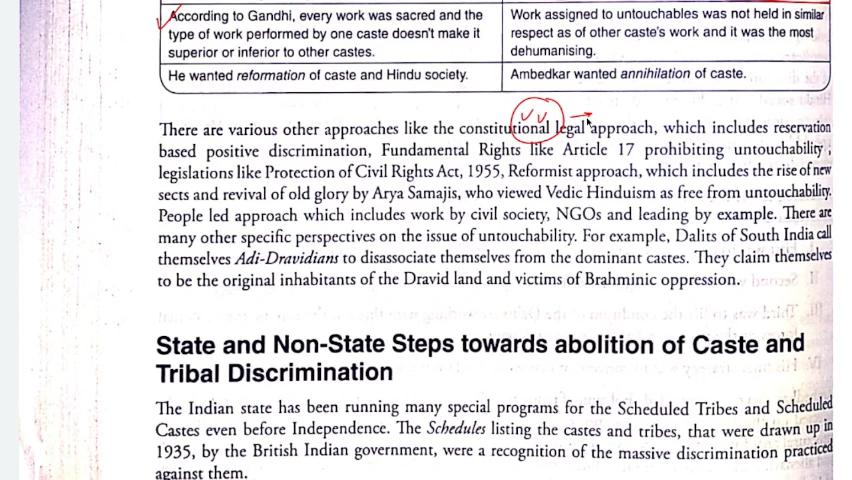 According to Gandhi, every work was sacred and the
type of work performed by one caste doesn't make it
superior or inferior to other castes.
Work assigned to untouchables was not held in similar
respect as of other caste's work and it was the most
dehumanising.
He wanted reformation of caste and Hindu society.
Ambedkar wanted annihilation of caste.
There are various other approaches like the constitutional legal approach, which includes reservation
based positive discrimination, Fundamental Rights like Article 17 prohibiting untouchability,
legislations like Protection of Civil Rights Act, 1955, Reformist approach, which includes the rise of new
sects and revival of old glory by Arya Samajis, who viewed Vedic Hinduism as free from untouchability.
People led approach which includes work by civil society, NGOs and leading by example. There are
many other specific perspectives on the issue of untouchability. For example, Dalits of South India call
themselves Adi-Dravidians to disassociate themselves from the dominant castes. They claim themselves
to be the original inhabitants of the Dravid land and victims of Brahminic oppression.
State and Non-State Steps towards abolition of Caste and
Tribal Discrimination
The Indian state has been running many special programs for the Scheduled Tribes and Scheduled
Castes even before Independence. The Schedules listing the castes and tribes, that were drawn up in
1935, by the British Indian government, were a recognition of the massive discrimination practiced
against them.